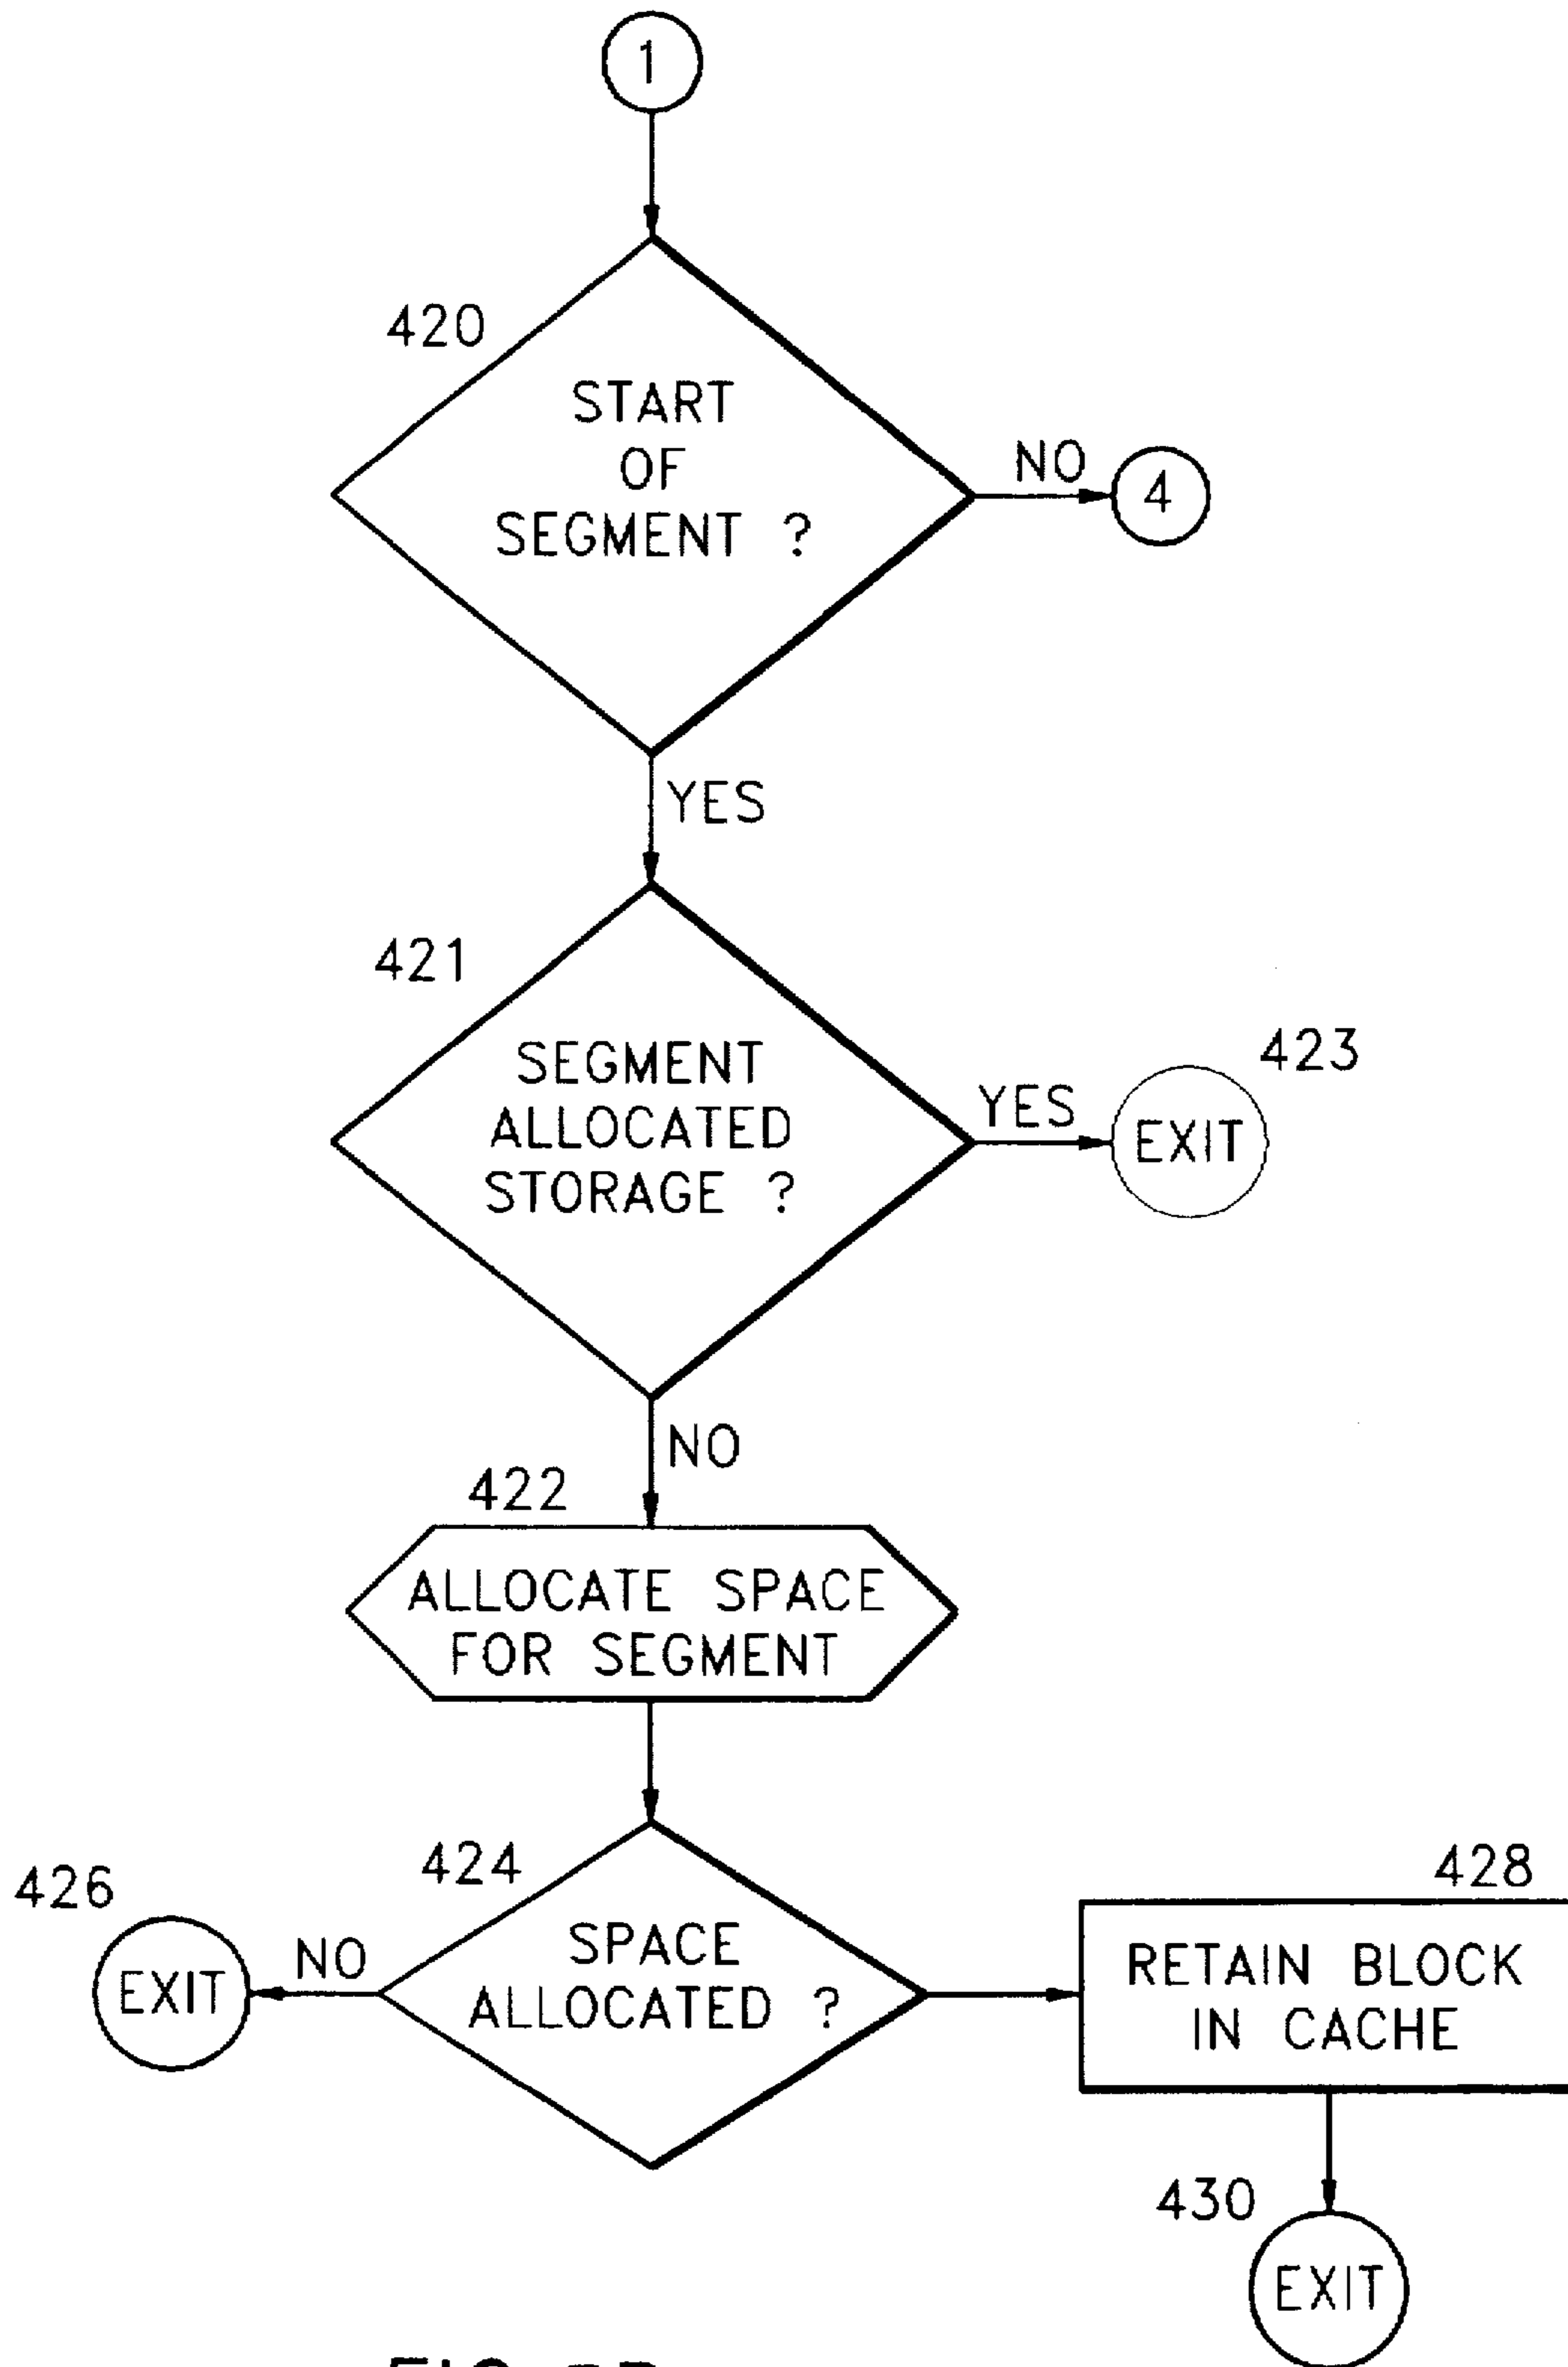 1
420
START
OF
SEGMENT ?
NO
4
YES
421
SEGMENT
ALLOCATED
STORAGE ?
YES
423
EXIT
NO
422
ALLOCATE SPACE
FOR SEGMENT
424
SPACE
ALLOCATED ?
426
NO
EXIT
428
RETAIN BLOCK
IN CACHE
430
EXIT